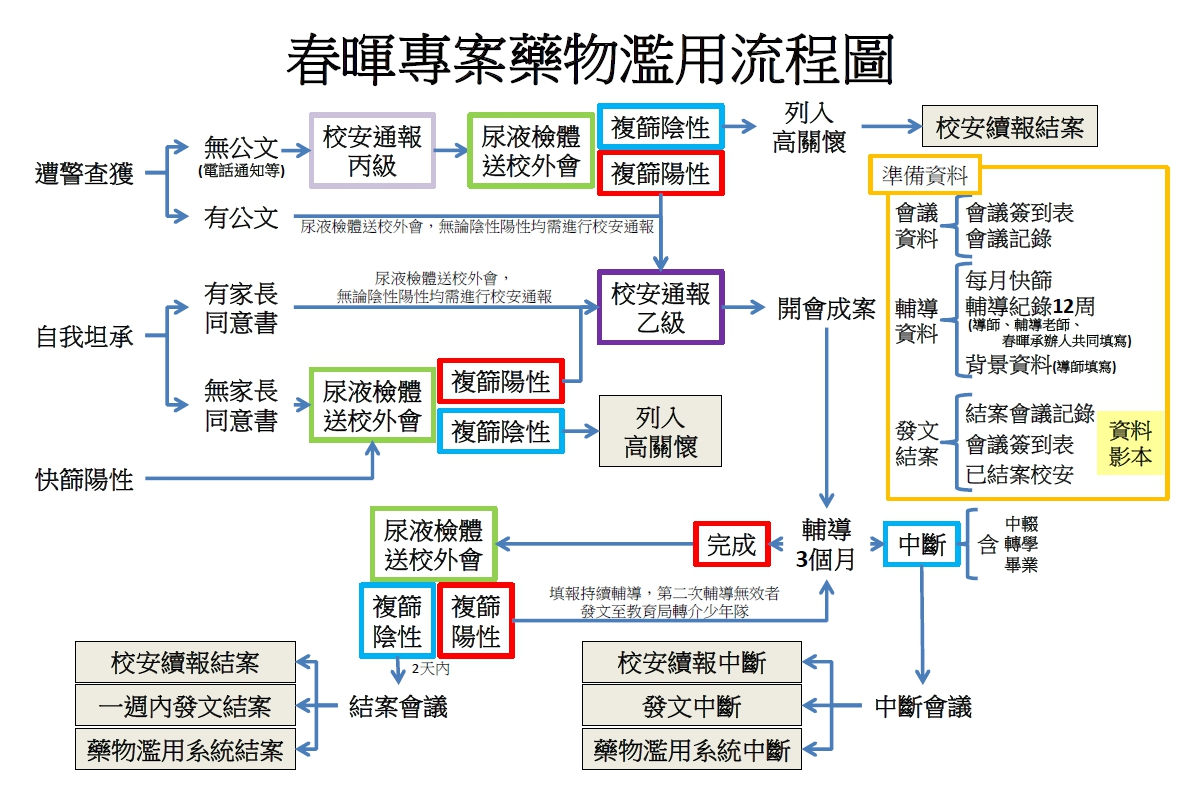 春暉專案藥物濫用流程圖
遭警查獲
無公文
(電話通知等)
校安通報
丙級
尿液檢體
送校外會
複篩陰性
複篩陽性
列入
高關懷
校安續報結案
有公文
尿液檢體送校外會，無論陰性陽性均需進行校安通報
自我坦承
有家長
同意書
尿液檢體送校外會，
無論陰性陽性均需進行校安通報
校安通報
乙級
開會成案
無家長
同意書
尿液檢體
送校外會
複篩陽性
複篩陰性
列入
高關懷
快篩陽性
準備資料
會議
資料
會議簽到表
會議記錄
輔導
資料
每月快篩
輔導紀錄12周
(導師、輔導老師、
春暉承辦人共同填寫)
背景資料(導師填寫)
發文
結案
結案會議記錄
會議簽到表
已結案校安
資料
影本
尿液檢體
送校外會
完成
輔導
3個月
中斷
含
中輟
轉學
畢業
複篩
陰性
複篩
陽性
填報持續輔導，第二次輔導無效者
發文至教育局轉介少年隊
2天內
結案會議
校安續報結案
一週內發文結案
藥物濫用系統結案
中斷會議
校安續報中斷
發文中斷
藥物濫用系統中斷